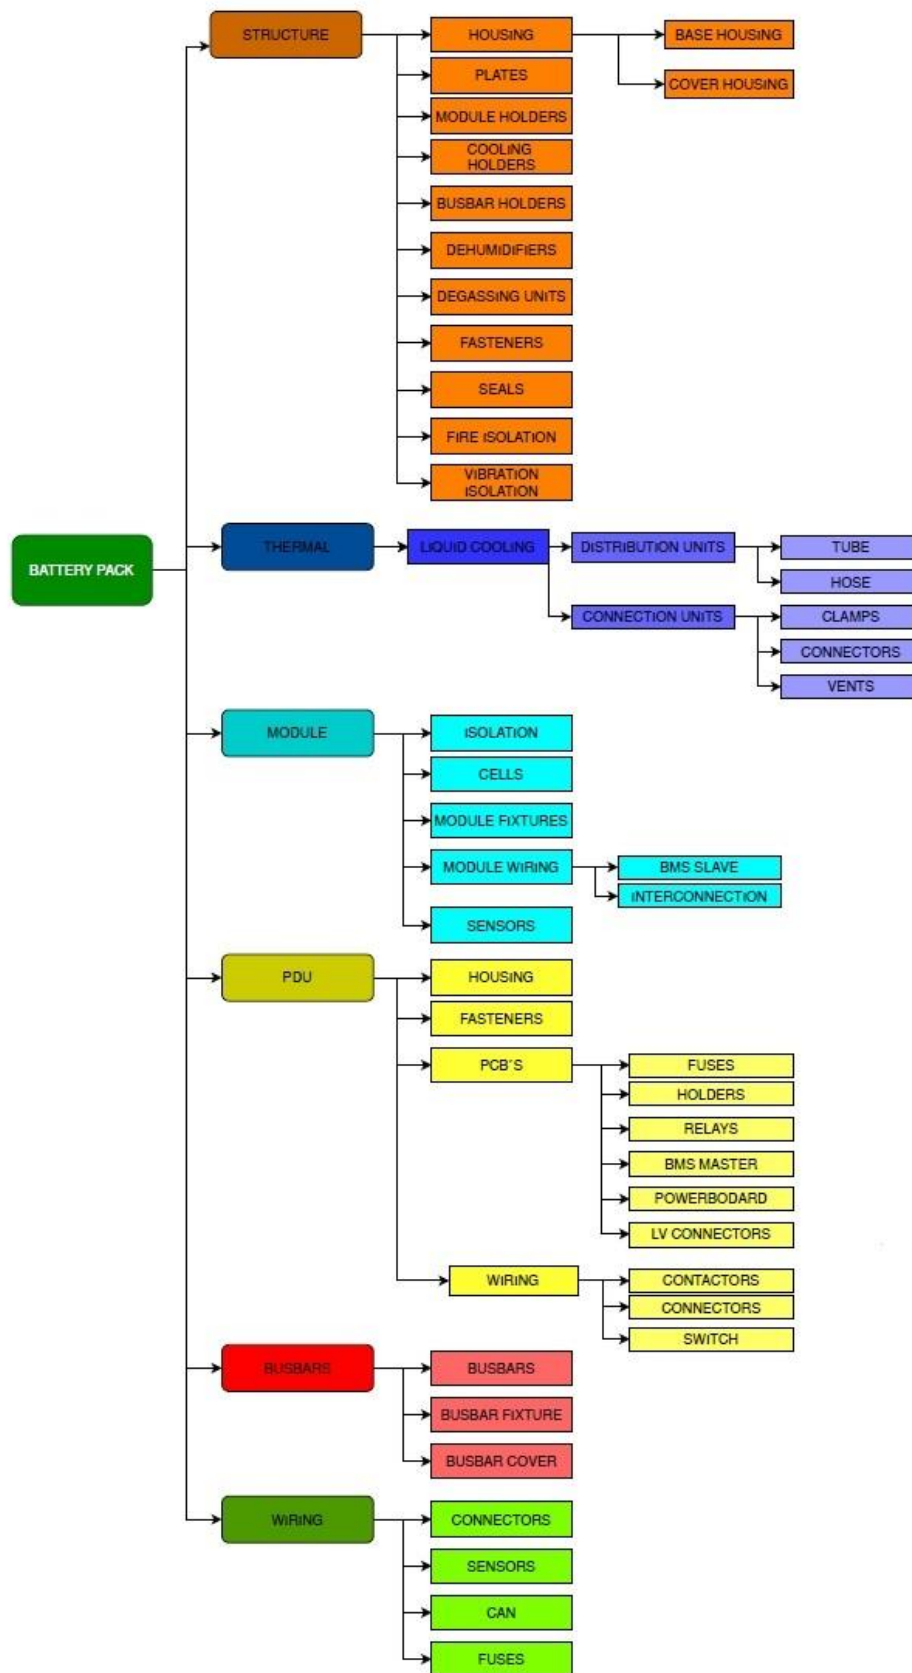 STRUCTURE
HOUSING
BASE HOUSING
COVER HOUSING
PLATES
MODULE HOLDERS
COOLING
HOLDERS
BUSBAR HOLDERS
DEHUMIDIFIERS
DEGASSING UNITS
FASTENERS
SEALS
FIRE ISOLATION
VIBRATION
ISOLATION
BATTERY PACK
THERMAL
LIQUID COOLING
DISTRIBUTION UNITS
TUBE
HOSE
CONNECTION UNITS
CLAMPS
CONNECTORS
VENTS
MODULE
ISOLATION
CELLS
MODULE FIXTURES
MODULE WIRING
BMS SLAVE
INTERCONNECTION
SENSORS
PDU
HOUSING
FASTENERS
PCB´S
FUSES
HOLDERS
RELAYS
BMS MASTER
POWERBODARD
LV CONNECTORS
WIRING
CONTACTORS
CONNECTORS
SWITCH
BUSBARS
BUSBARS
BUSBAR FIXTURE
BUSBAR COVER
WIRING
CONNECTORS
SENSORS
CAN
FUSES